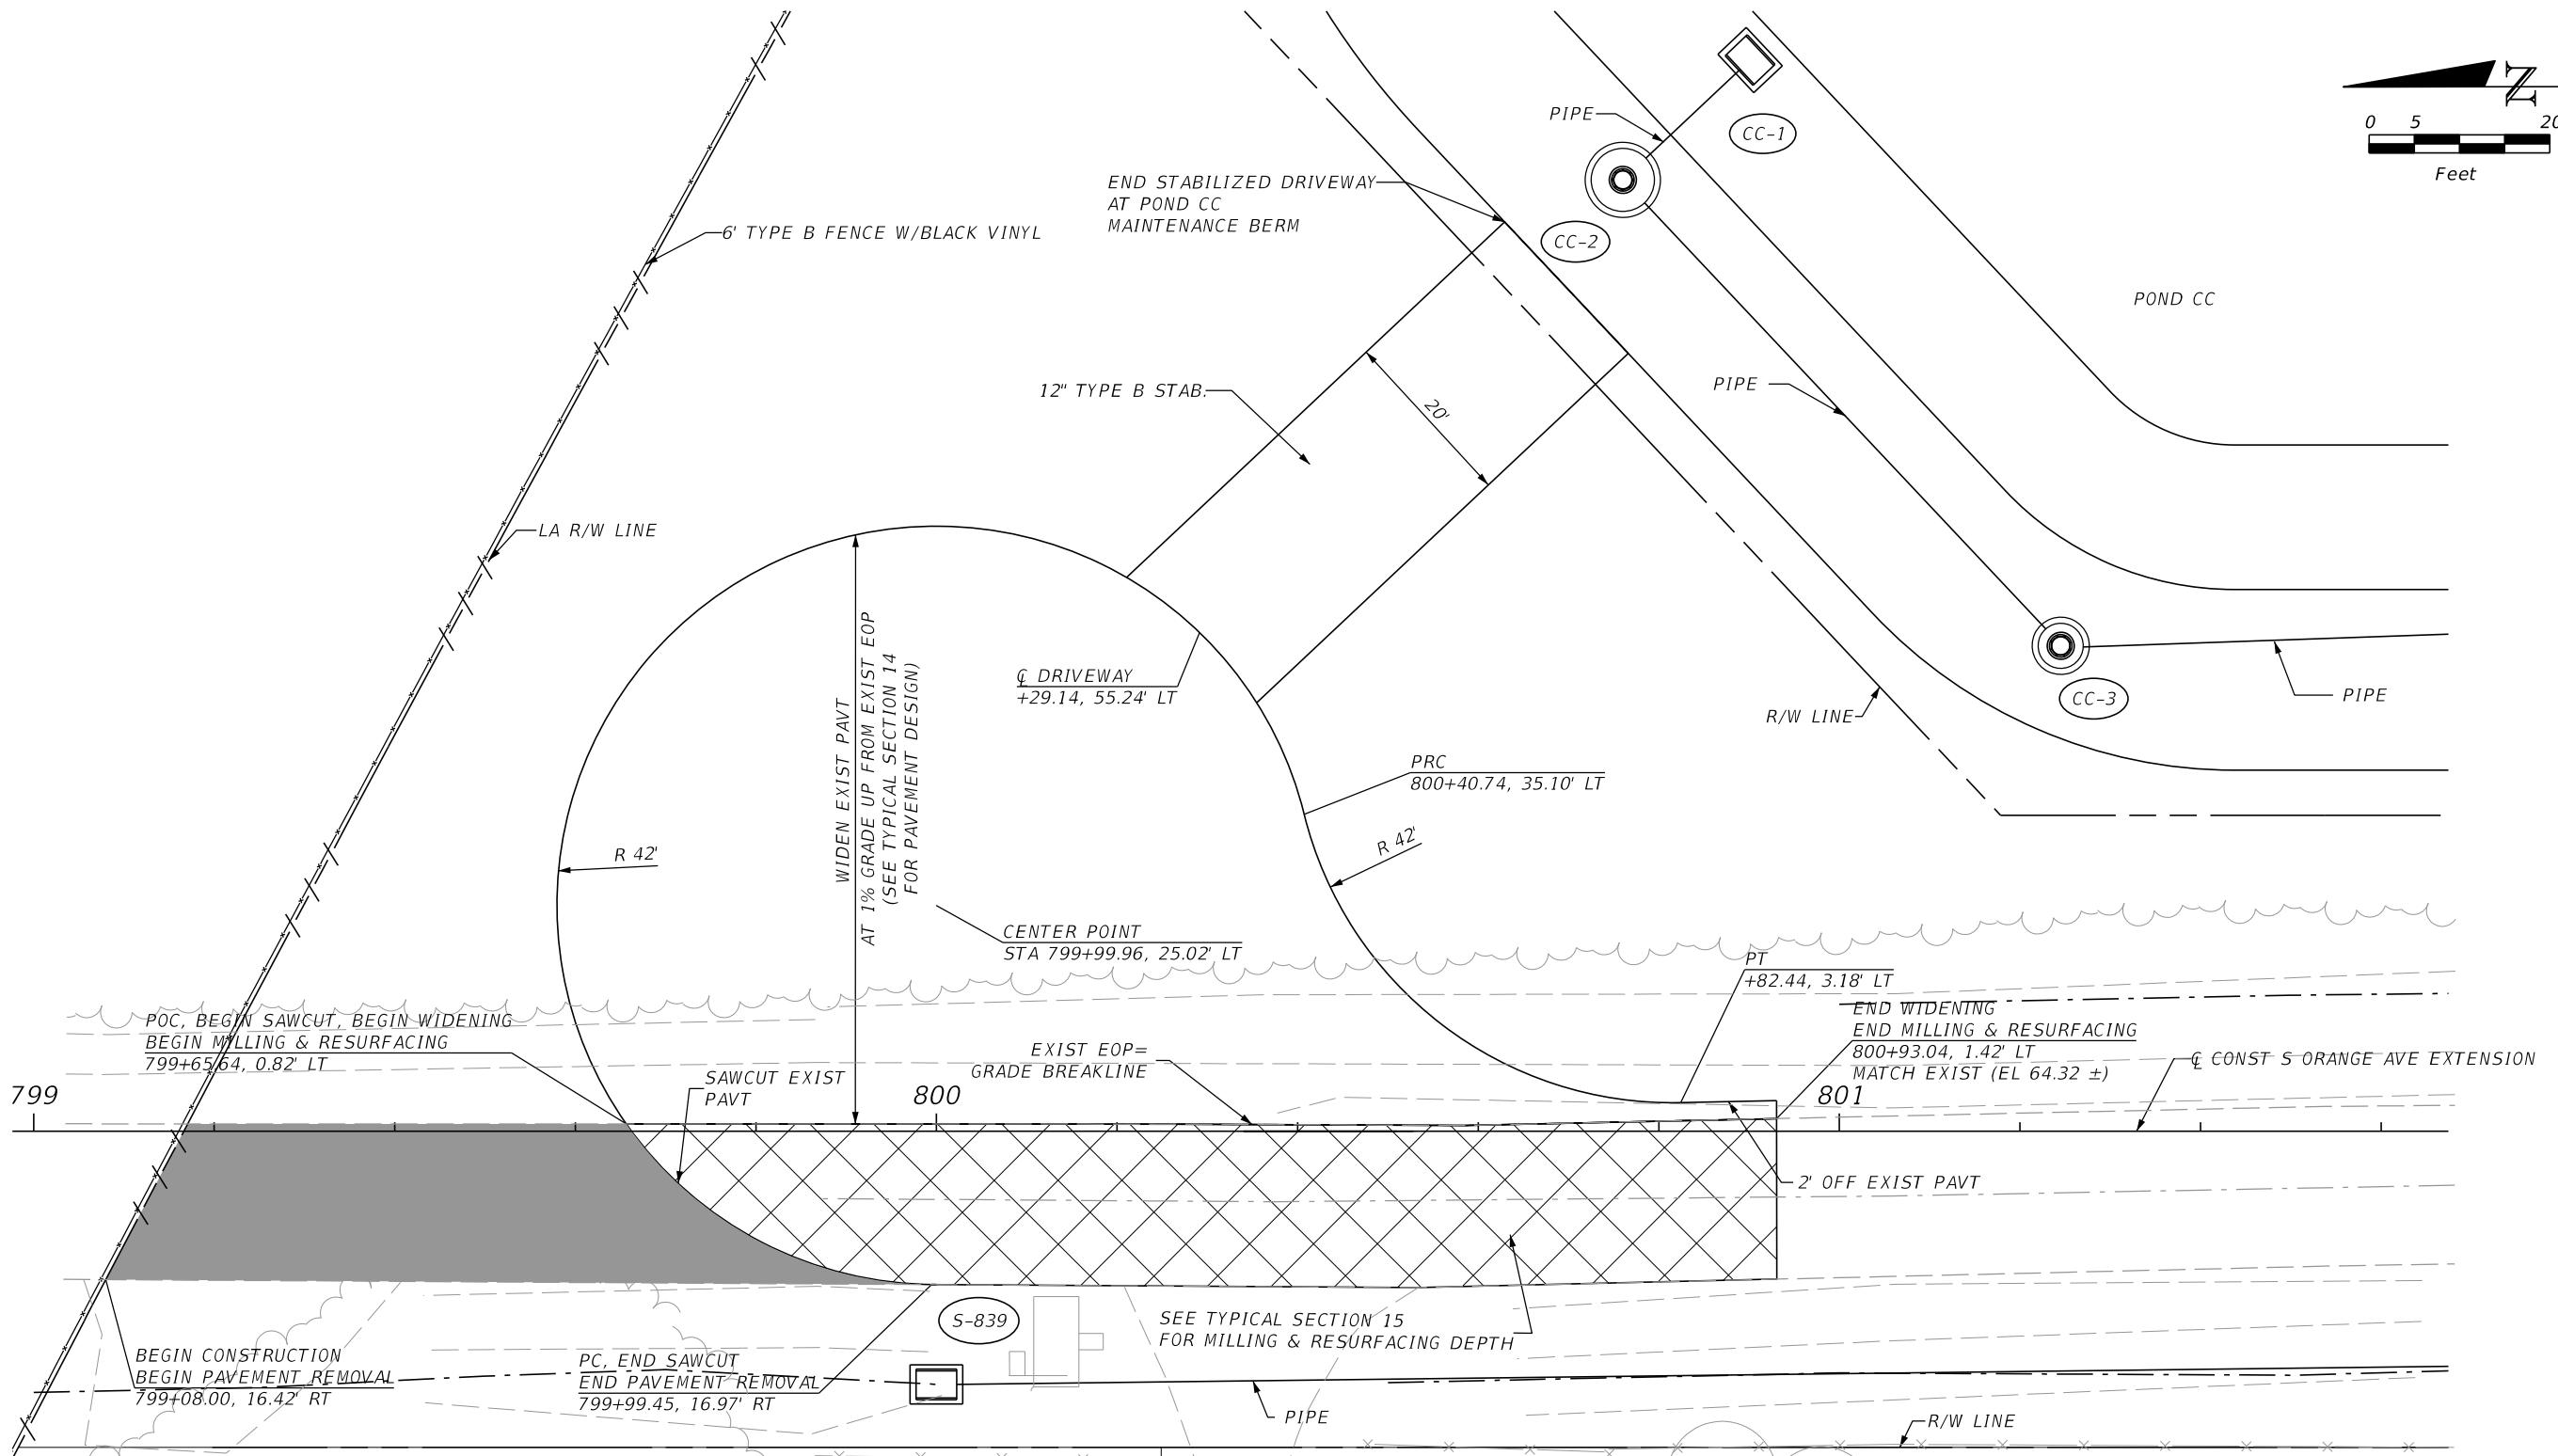 N
0 5 20
Feet
PIPE
CC-1
END STABILIZED DRIVEWAY
AT POND CC
MAINTENANCE BERM
CC-2
6' TYPE B FENCE W/BLACK VINYL
POND CC
12" TYPE B STAB.
20'
PIPE
LA R/W LINE
WIDEN EXIST PAVT
AT 1% GRADE UP FROM EXIST EOP
(SEE TYPICAL SECTION 14
FOR PAVEMENT DESIGN)
℄ DRIVEWAY
+29.14, 55.24' LT
R/W LINE
CC-3
PIPE
PRC
800+40.74, 35.10' LT
R 42'
R 42'
CENTER POINT
STA 799+99.96, 25.02' LT
PT
+82.44, 3.18' LT
POC, BEGIN SAWCUT, BEGIN WIDENING
BEGIN MILLING & RESURFACING
799+65.64, 0.82' LT
END WIDENING
END MILLING & RESURFACING
800+93.04, 1.42' LT
MATCH EXIST (EL 64.32 ±)
EXIST EOP=
GRADE BREAKLINE
℄ CONST S ORANGE AVE EXTENSION
SAWCUT EXIST
PAVT
799
800
801
2' OFF EXIST PAVT
S-839
SEE TYPICAL SECTION 15
FOR MILLING & RESURFACING DEPTH
BEGIN CONSTRUCTION
BEGIN PAVEMENT REMOVAL
799+08.00, 16.42' RT
PC, END SAWCUT
END PAVEMENT REMOVAL
799+99.45, 16.97' RT
PIPE
R/W LINE